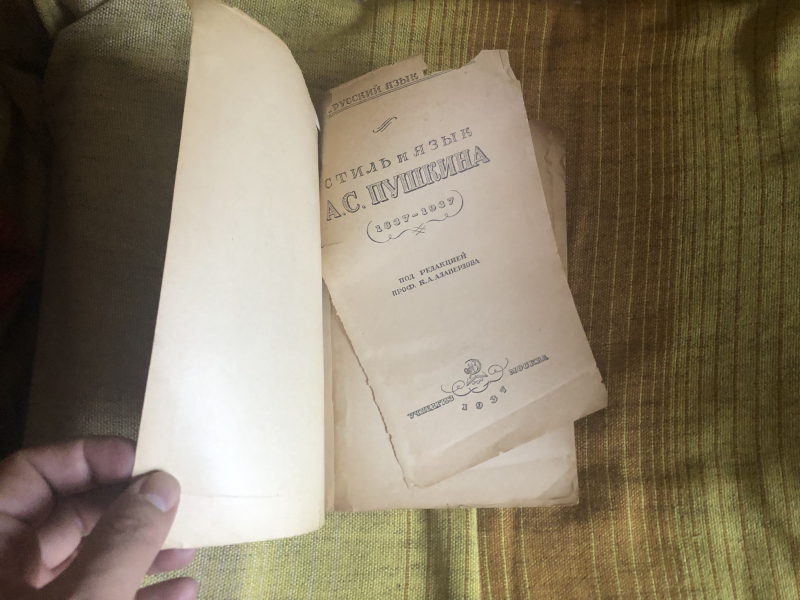 РУССКИЙ ЯЗЫК
СТИЛЬ И ЯЗЫК
А.С. ПУШКИНА
1837-1937
ПОД РЕДАКЦИЕЙ
ПРОФ. К.А. АЛАВЕРДОВА
УЧПЕДГИЗ 1937 МОСКВА